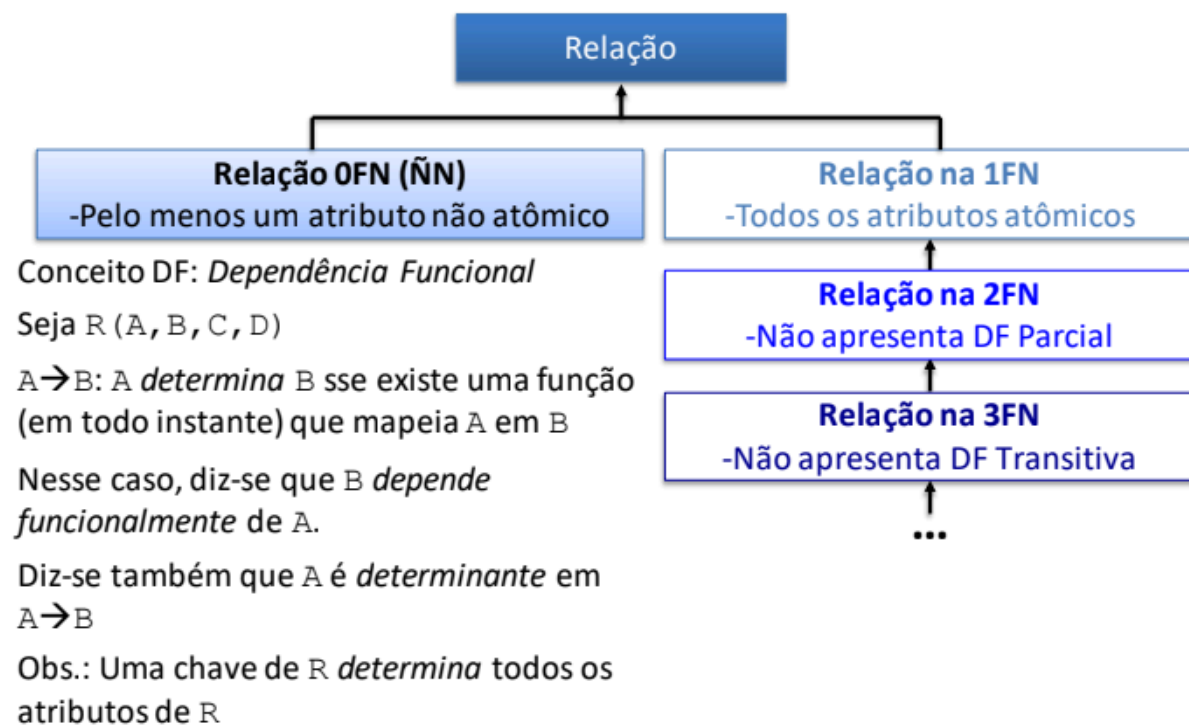 Relação
Relação 0FN (ÑN)
-Pelo menos um atributo não atômico
Relação na 1FN
-Todos os atributos atômicos
Relação na 2FN
-Não apresenta DF Parcial
Relação na 3FN
-Não apresenta DF Transitiva
...
Conceito DF: Dependência Funcional
Seja R(A,B,C,D)
A→B: A determina B sse existe uma função
(em todo instante) que mapeia A em B
Nesse caso, diz-se que B depende
funcionalmente de A.
Diz-se também que A é determinante em
A→B
Obs.: Uma chave de R determina todos os
atributos de R